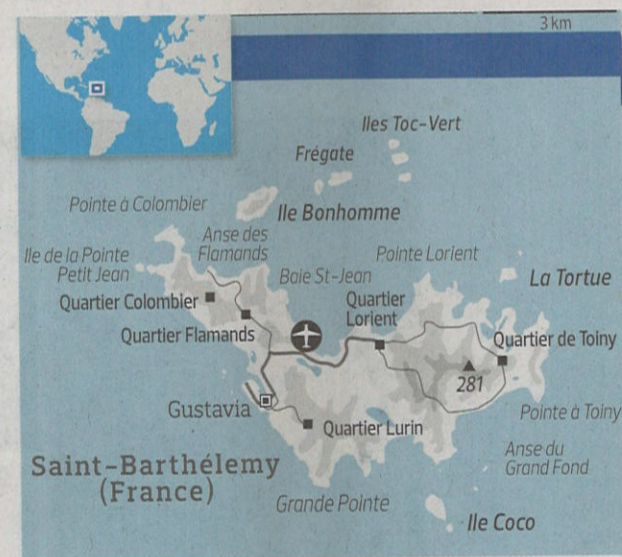 3 km
Iles Toc-Vert
Frégate
Pointe à Colombier
Ile Bonhomme
Anse des
Flamands
Ile de la Pointe
Petit Jean
Baie St-Jean
Pointe Lorient
La Tortue
Quartier Colombier
Quartier
Lorient
Quartier Flamands
Quartier de Toiny
281
Gustavia
Pointe à Toiny
Quartier Lurin
Saint-Barthélemy
(France)
Anse du
Grand Fond
Grande Pointe
Ile Coco